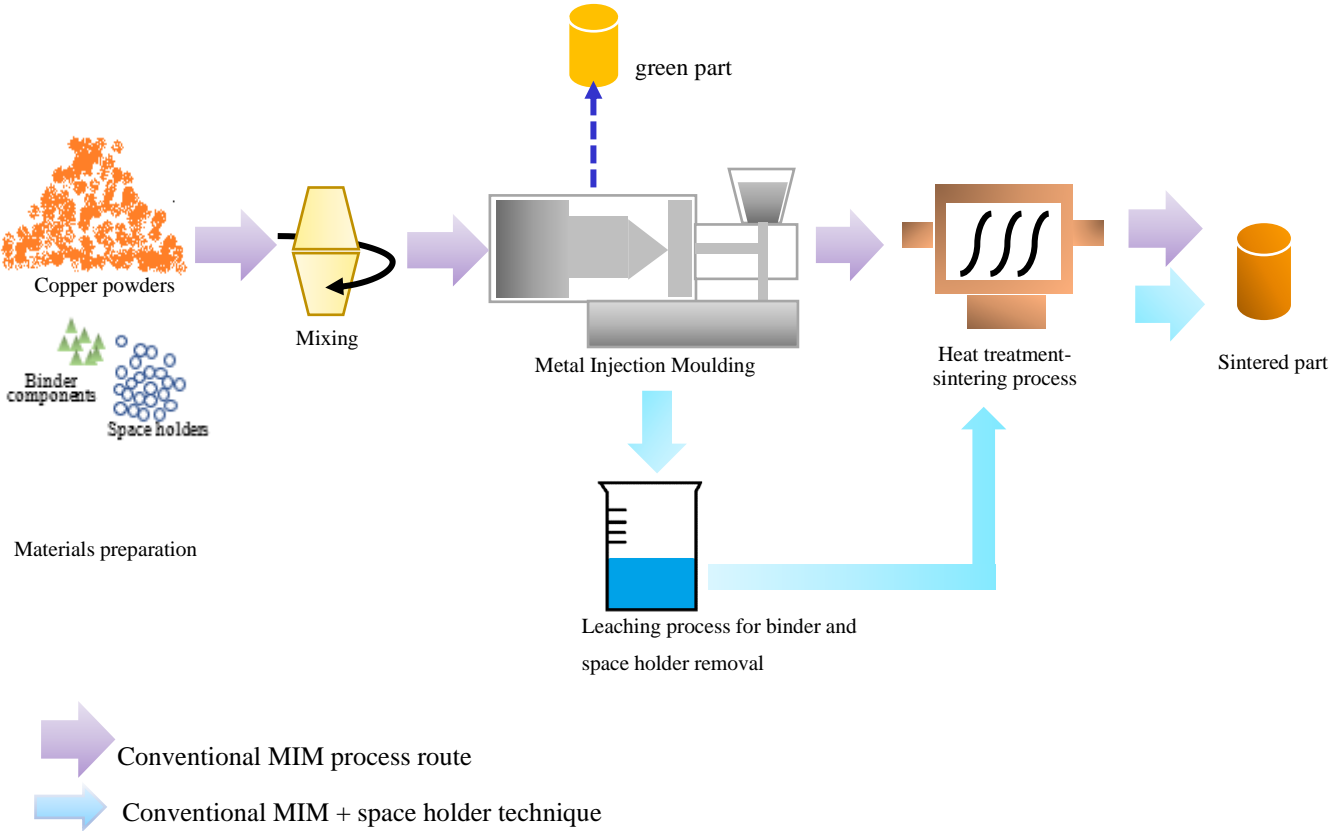 green part
Copper powders
Mixing
Metal Injection Moulding
Heat treatment-
sintering process
Sintered part
Binder
components
Space holders
Materials preparation
Leaching process for binder and
space holder removal
Conventional MIM process route
Conventional MIM + space holder technique